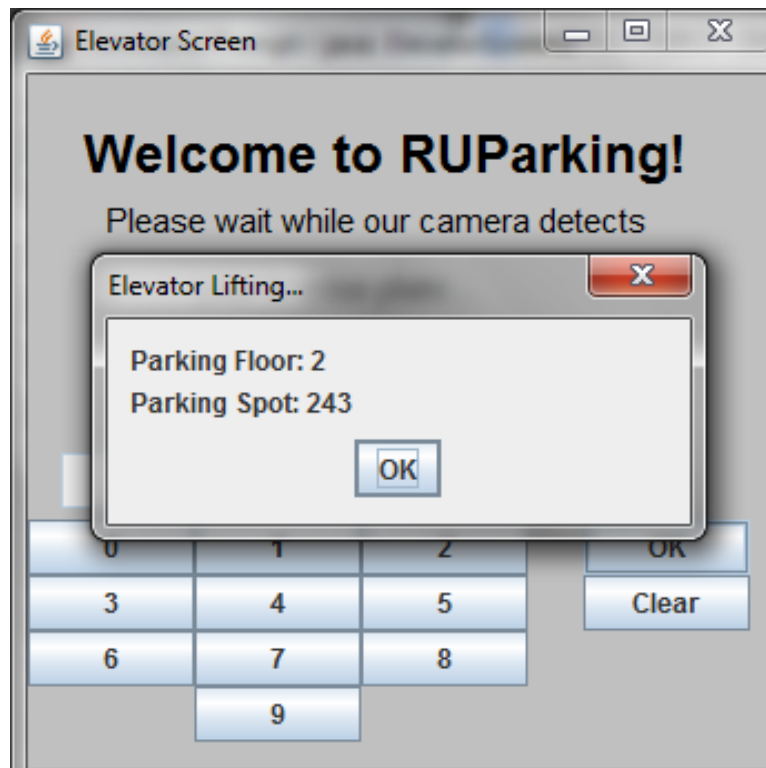 Elevator Screen
Welcome to RUParking!
Please wait while our camera detects
Elevator Lifting...
Parking Floor: 2
Parking Spot: 243
OK
0 1 2 OK
3 4 5 Clear
6 7 8
9